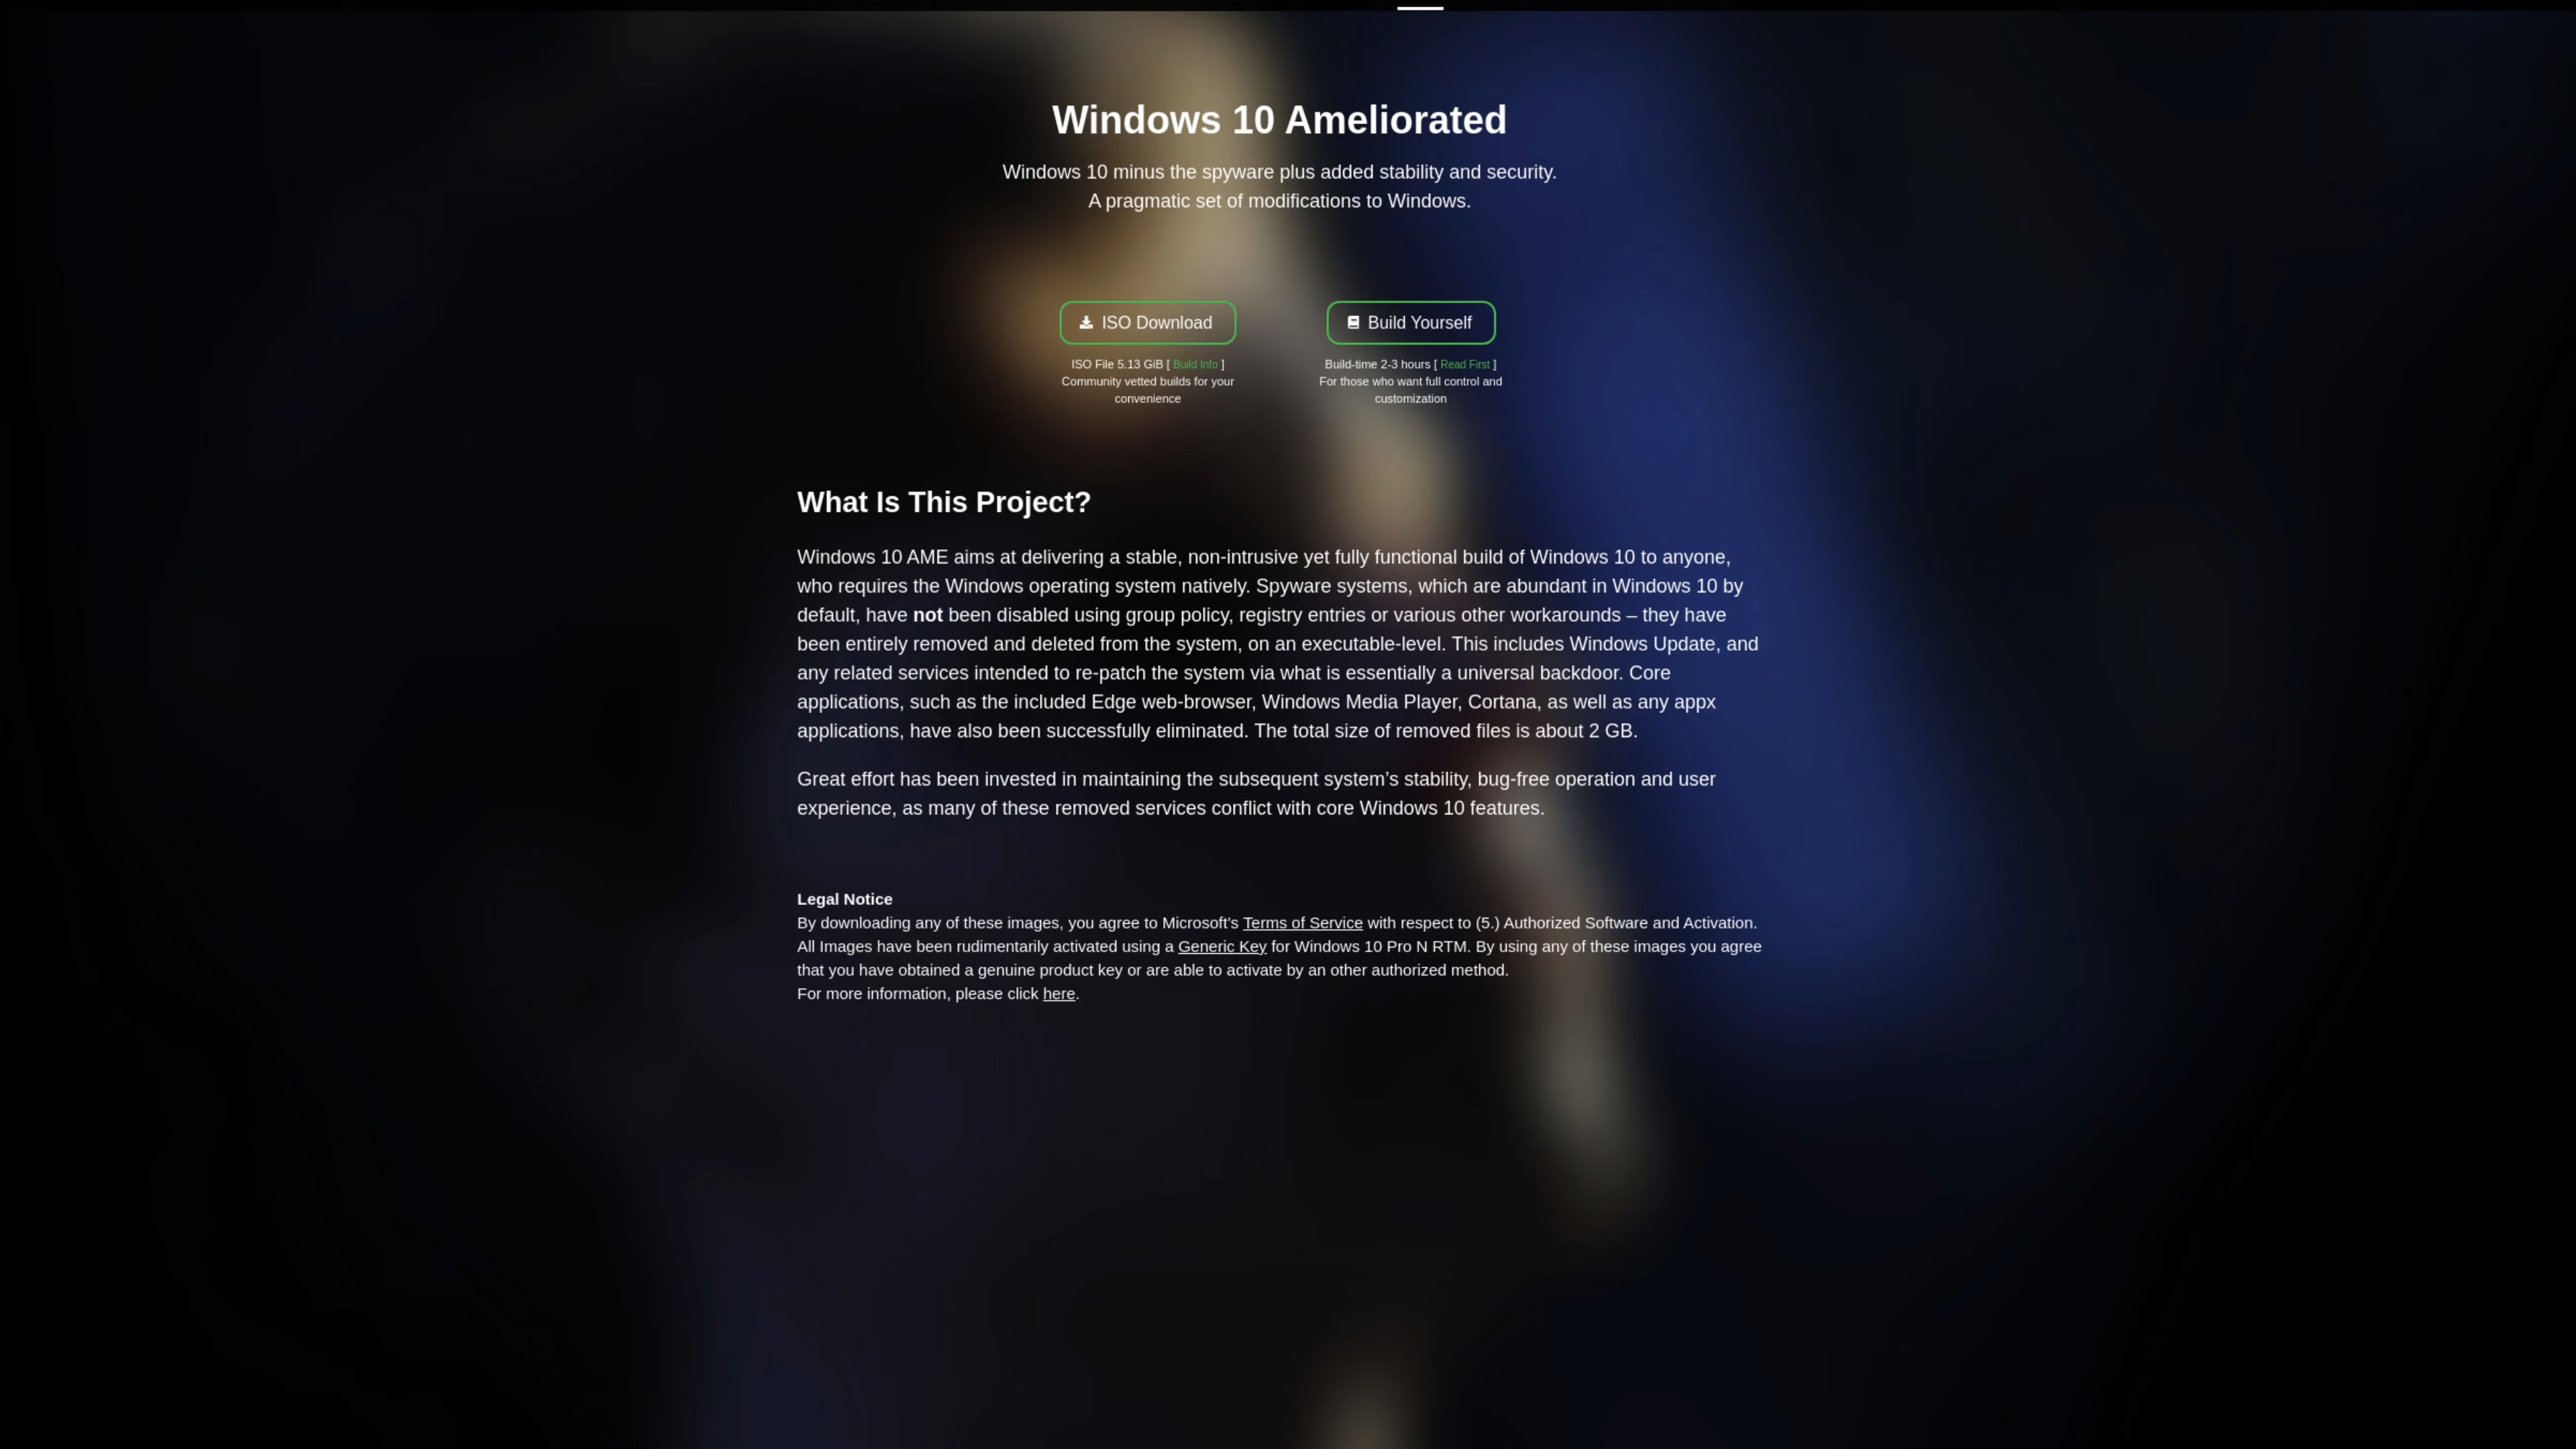 Windows 10 Ameliorated
Windows 10 minus the spyware plus added stability and security.
A pragmatic set of modifications to Windows.
ISO Download
ISO File 5.13 GiB [ Build Info ]
Community vetted builds for your
convenience
Build Yourself
Build-time 2-3 hours [ Read First ]
For those who want full control and
customization
What Is This Project?
Windows 10 AME aims at delivering a stable, non-intrusive yet fully functional build of Windows 10 to anyone,
who requires the Windows operating system natively. Spyware systems, which are abundant in Windows 10 by
default, have not been disabled using group policy, registry entries or various other workarounds – they have
been entirely removed and deleted from the system, on an executable-level. This includes Windows Update, and
any related services intended to re-patch the system via what is essentially a universal backdoor. Core
applications, such as the included Edge web-browser, Windows Media Player, Cortana, as well as any appx
applications, have also been successfully eliminated. The total size of removed files is about 2 GB.
Great effort has been invested in maintaining the subsequent system’s stability, bug-free operation and user
experience, as many of these removed services conflict with core Windows 10 features.
Legal Notice
By downloading any of these images, you agree to Microsoft’s Terms of Service with respect to (5.) Authorized Software and Activation.
All Images have been rudimentarily activated using a Generic Key for Windows 10 Pro N RTM. By using any of these images you agree
that you have obtained a genuine product key or are able to activate by an other authorized method.
For more information, please click here.